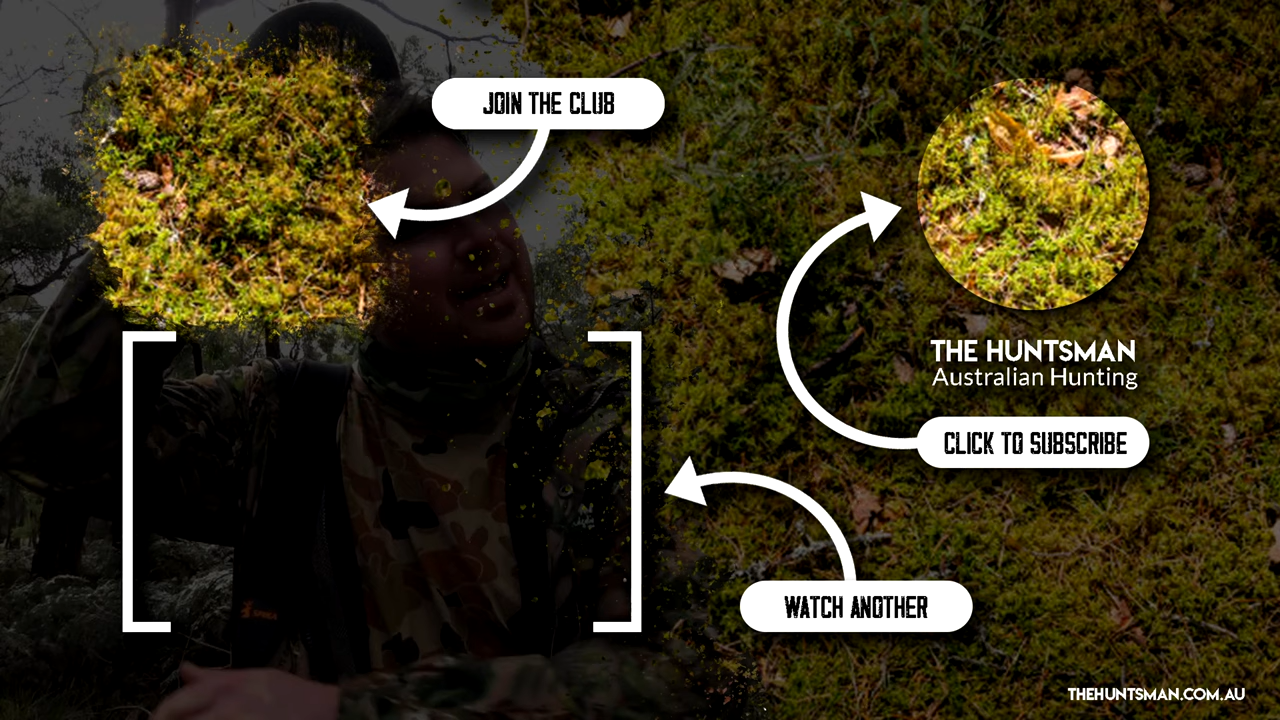 JOIN THE CLUB
THE HUNTSMAN
Australian Hunting
CLICK TO SUBSCRIBE
WATCH ANOTHER
THEHUNTSMAN.COM.AU